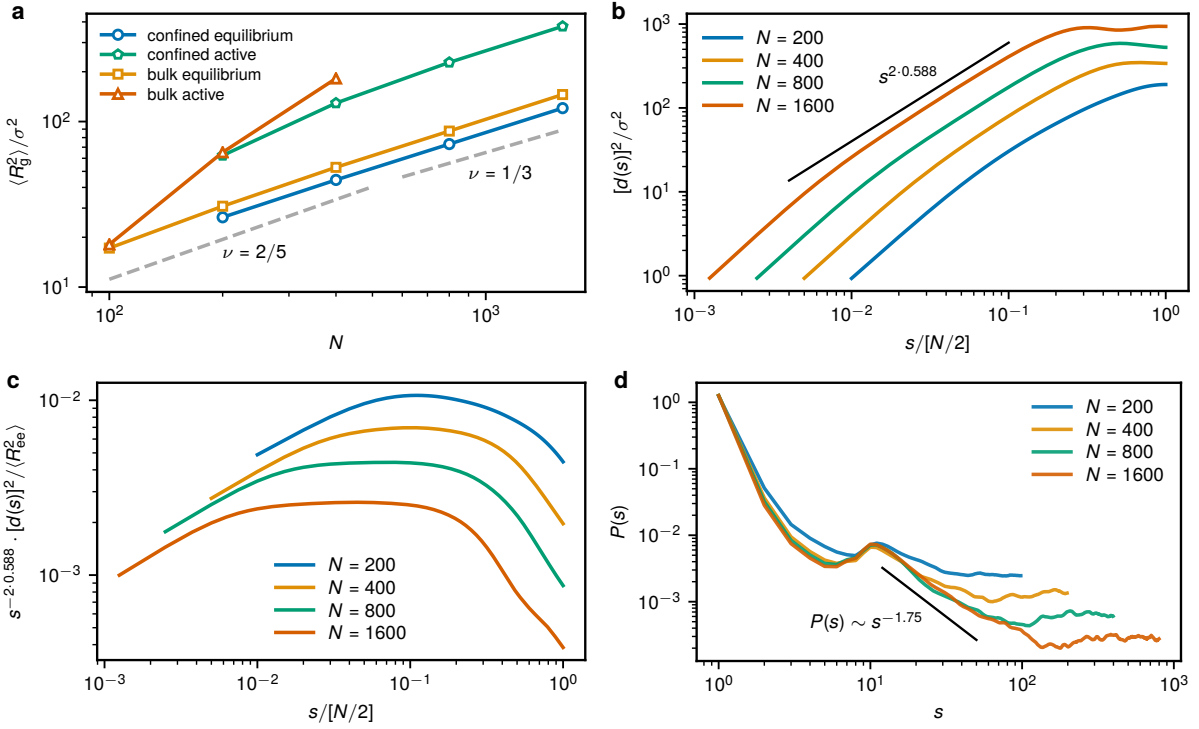 a
⟨R_g^2⟩/σ^2
10^2
10^1
confined equilibrium
confined active
bulk equilibrium
bulk active
ν = 1/3
ν = 2/5
10^2
10^3
N
b
[d(s)]^2/σ^2
10^3
10^2
10^1
10^0
N = 200
N = 400
N = 800
N = 1600
s^{2·0.588}
10^{-3}
10^{-2}
10^{-1}
10^0
s/[N/2]
c
s^{-2·0.588} · [d(s)]^2/⟨R_ee^2⟩
10^{-2}
10^{-3}
N = 200
N = 400
N = 800
N = 1600
10^{-3}
10^{-2}
10^{-1}
10^0
s/[N/2]
d
P(s)
10^0
10^{-1}
10^{-2}
10^{-3}
N = 200
N = 400
N = 800
N = 1600
P(s) ∼ s^{-1.75}
10^0
10^1
10^2
10^3
s